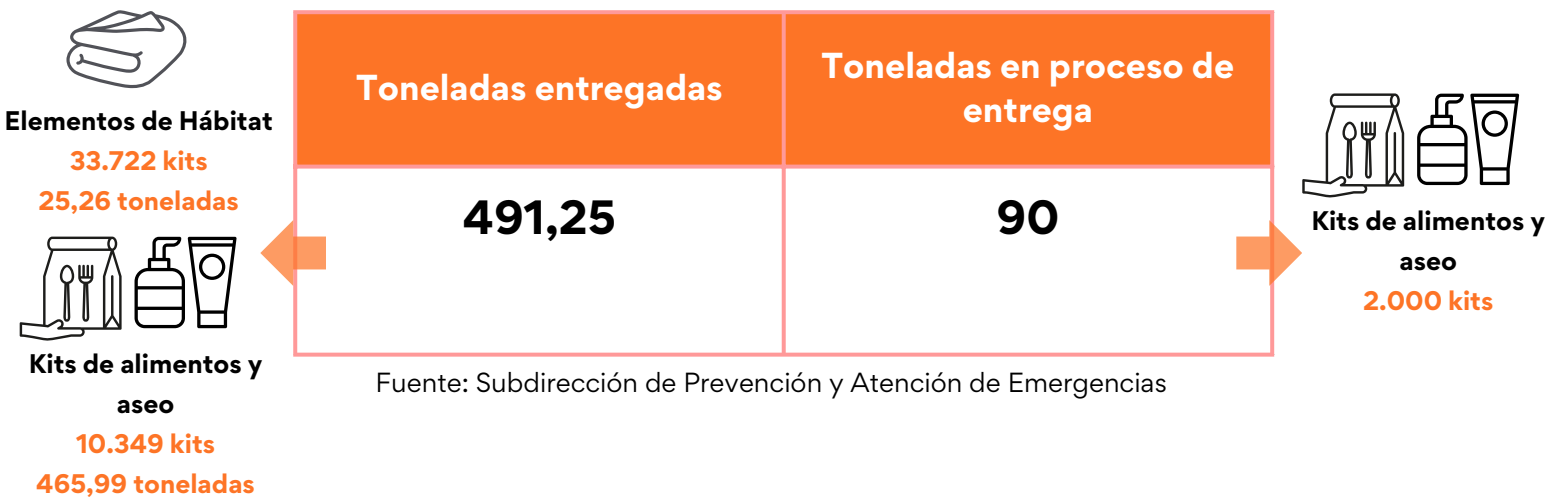 Elementos de Hábitat
33.722 kits
25,26 toneladas
Kits de alimentos y
aseo
10.349 kits
465,99 toneladas
Toneladas entregadas
Toneladas en proceso de
entrega
491,25
90
Fuente: Subdirección de Prevención y Atención de Emergencias
Kits de alimentos y
aseo
2.000 kits